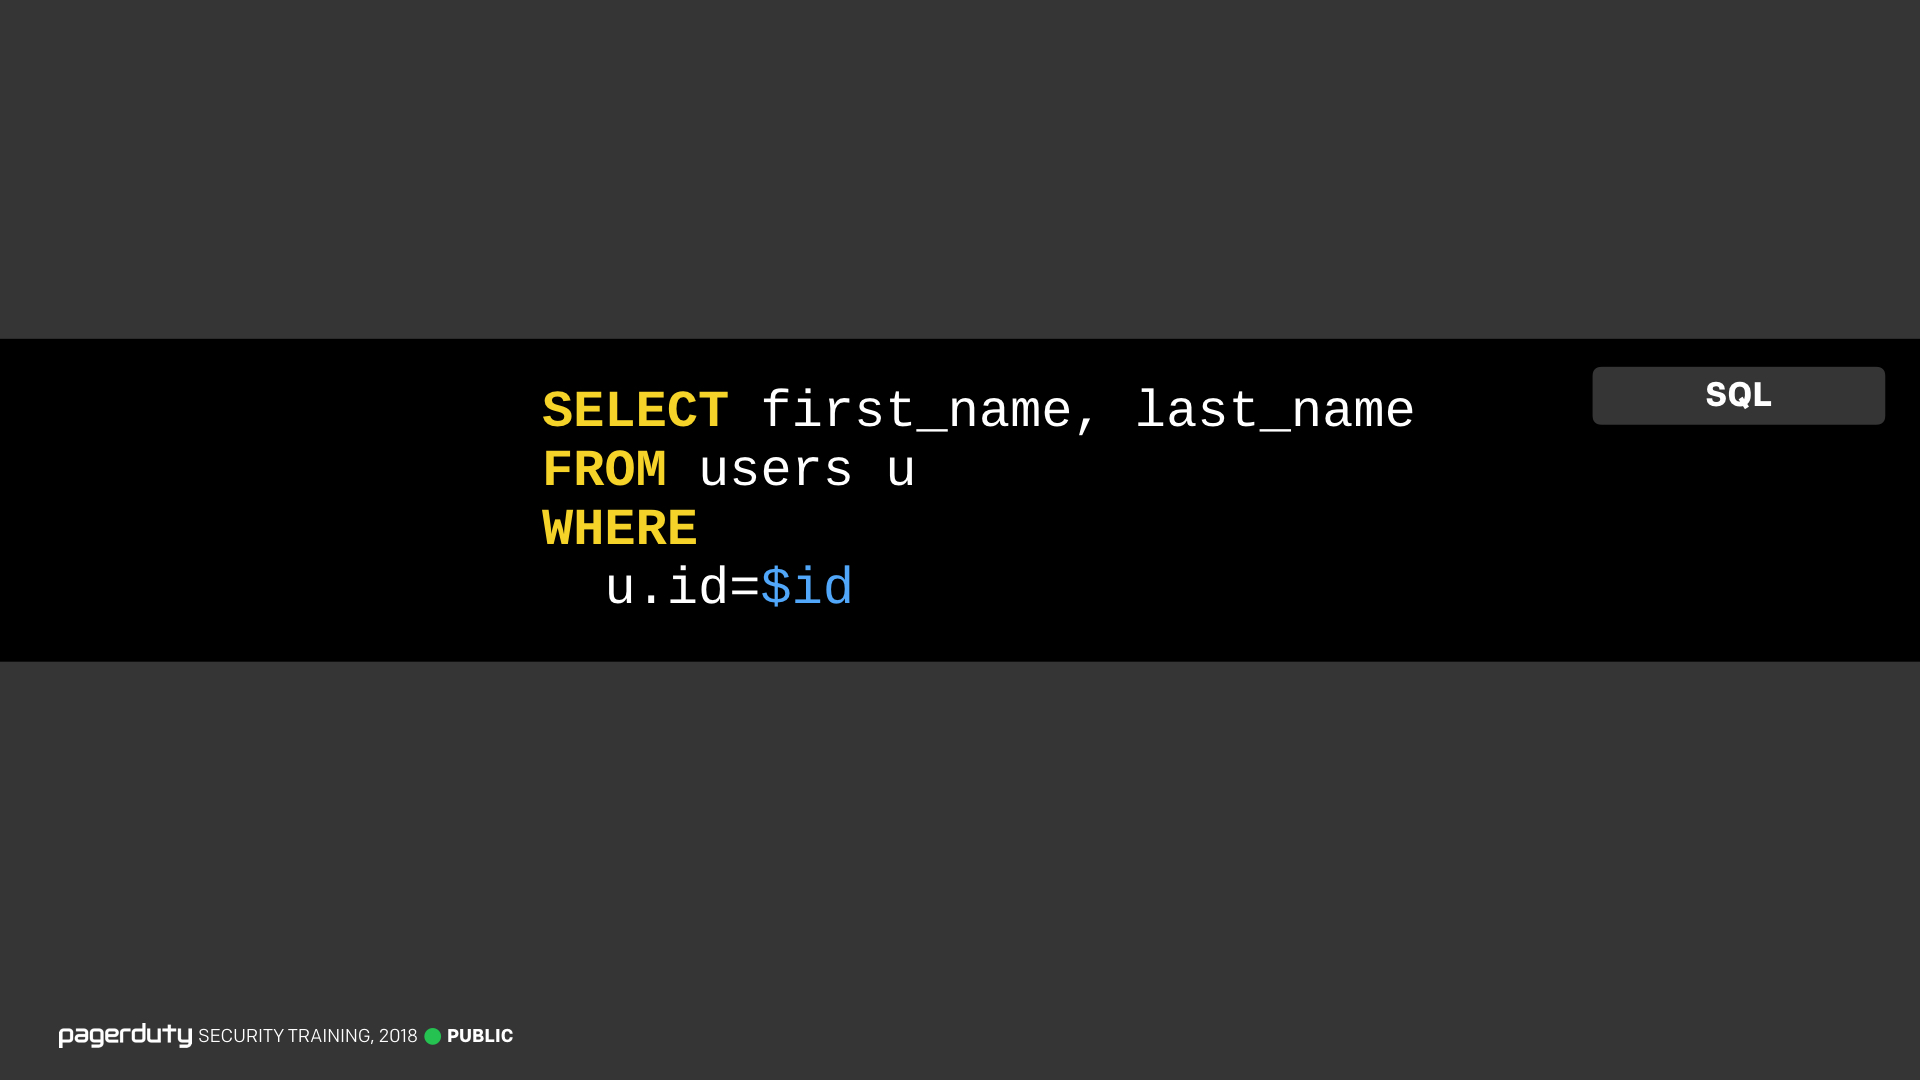 SELECT first_name, last_name
FROM users u
WHERE
  u.id=$id
SQL
pagerduty SECURITY TRAINING, 2018 PUBLIC